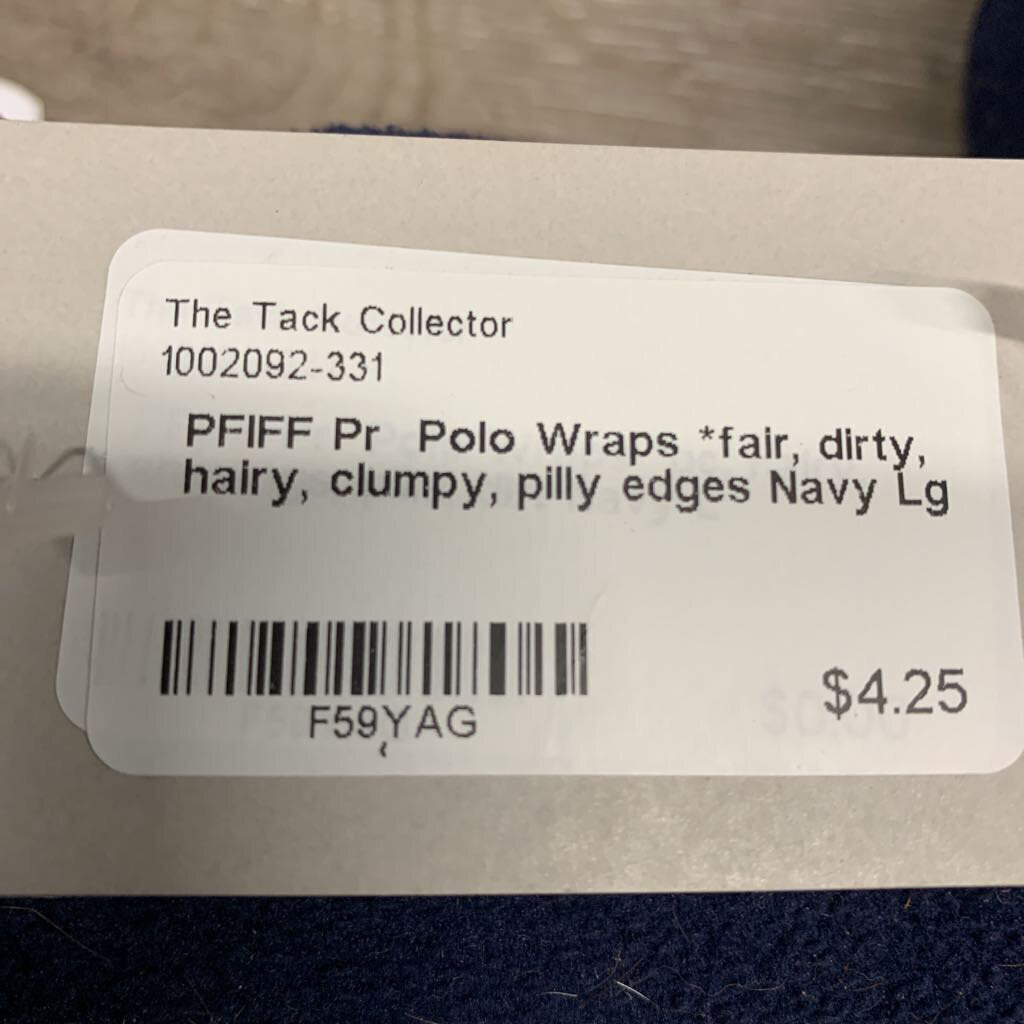 The Tack Collector
1002092-331
PFIFF Pr Polo Wraps *fair, dirty,
hairy, clumpy, pilly edges Navy Lg
F59YAG
$4.25